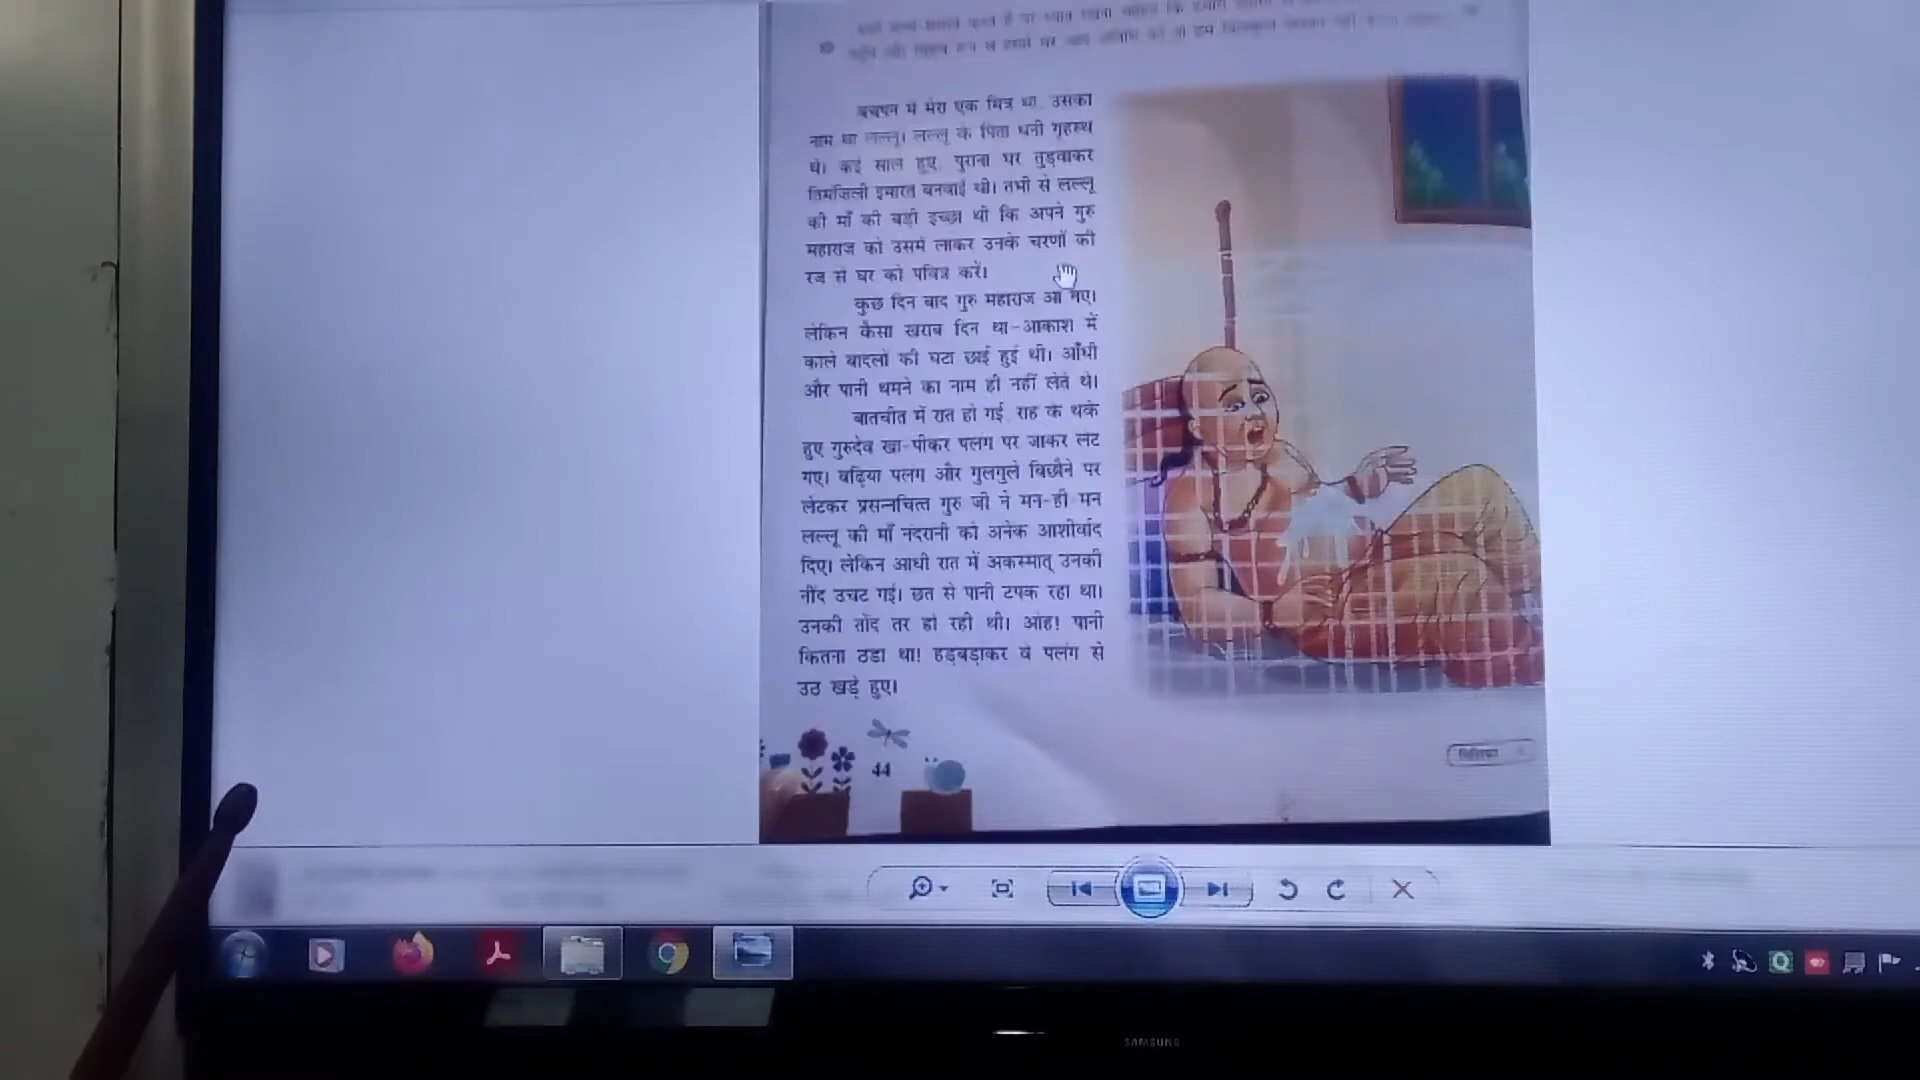 बचपन में मेरा एक मित्र था, उसका
नाम था लल्लू। लल्लू के पिता धनी गृहस्थ
थे। कई साल हुए, पुराना घर तुड़वाकर
तिमंजिली इमारत बनवाई थी। तभी से लल्लू
की माँ की बड़ी इच्छा थी कि अपने गुरु
महाराज को उसमें लाकर उनके चरणों की
रज से घर को पवित्र करें।
कुछ दिन बाद गुरु महाराज आ गए।
लेकिन कैसा खराब दिन था-आकाश में
काले बादलों की घटा छाई हुई थी। आँधी
और पानी थमने का नाम ही नहीं लेते थे।
बातचीत में रात हो गई, राह के थके
हुए गुरुदेव खा-पीकर पलंग पर जाकर लेट
गए। बढ़िया पलंग और गुलगुले बिछौने पर
लेटकर प्रसन्नचित्त गुरु जी ने मन-ही-मन
लल्लू की माँ नंदरानी को अनेक आशीर्वाद
दिए। लेकिन आधी रात में अकस्मात् उनकी
नींद उचट गई। छत से पानी टपक रहा था।
उनकी तोंद तर हो रही थी। ओह! पानी
कितना ठंडा था! हड़बड़ाकर वे पलंग से
उठ खड़े हुए।
44
SAMSUNG